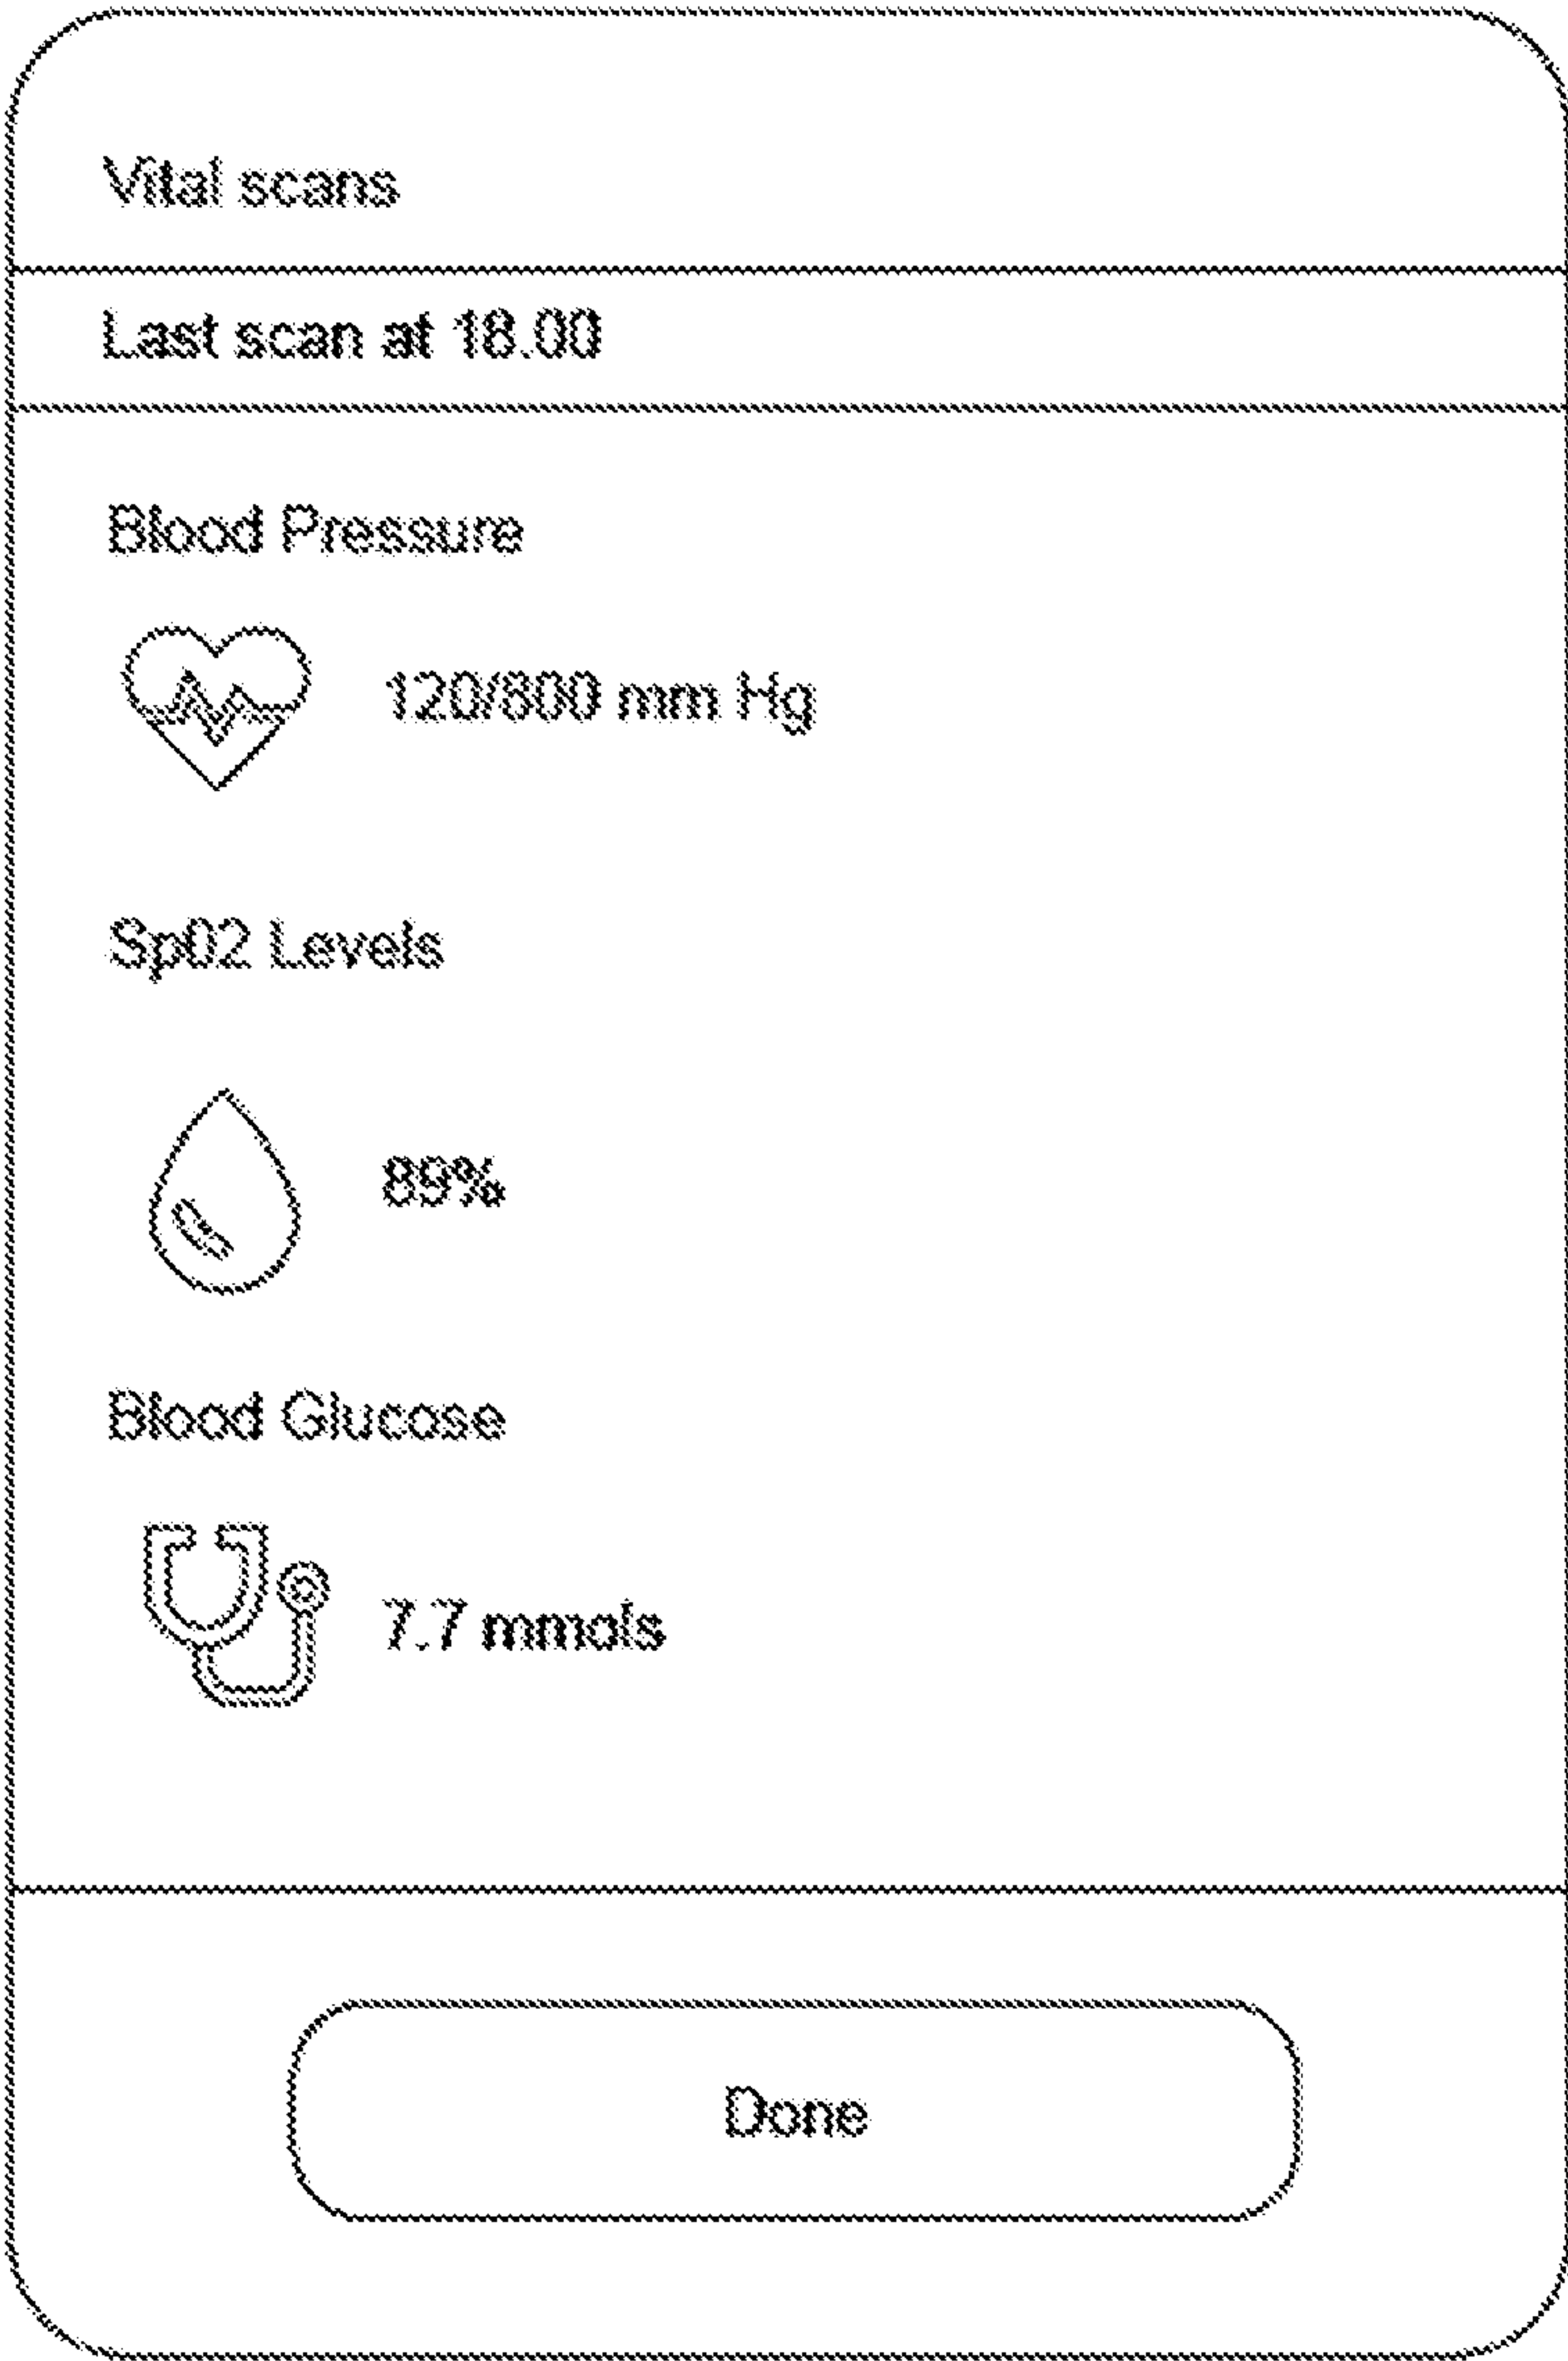 Vital scans
Last scan at 18.00
Blood Pressure
120/800 mm Hg
Sp02 Levels
89%
Blood Glucose
7.7 mmols
Done